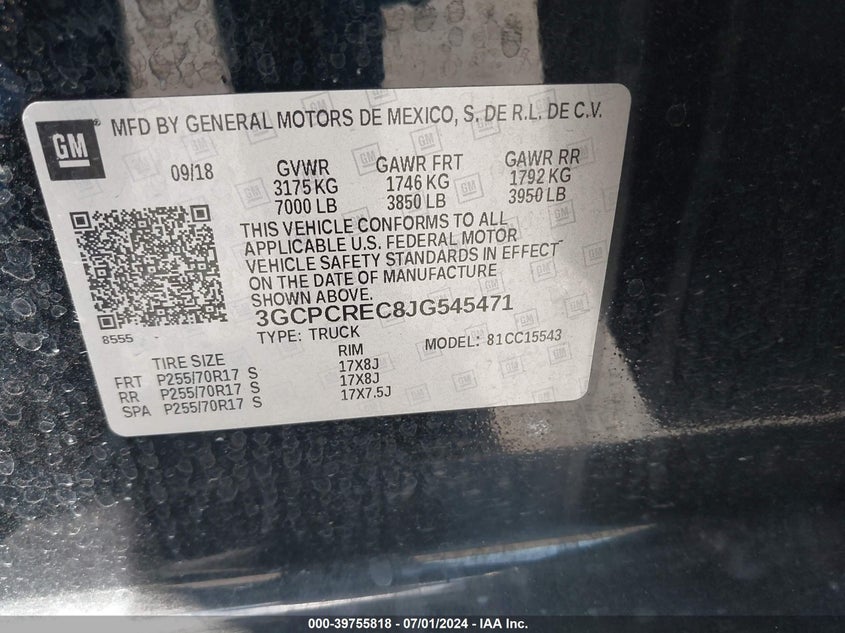 GM
MFD BY GENERAL MOTORS DE MEXICO, S. DE R.L. DE C.V.
09/18 GVWR GAWR FRT GAWR RR
3175 KG 1746 KG 1792 KG
7000 LB 3850 LB 3950 LB
THIS VEHICLE CONFORMS TO ALL
APPLICABLE U.S. FEDERAL MOTOR
VEHICLE SAFETY STANDARDS IN EFFECT
ON THE DATE OF MANUFACTURE
SHOWN ABOVE.
3GCPCREC8JG545471
8555 TYPE: TRUCK MODEL: 81CC15543
TIRE SIZE RIM
FRT P255/70R17 S 17X8J
RR P255/70R17 S 17X8J
SPA P255/70R17 S 17X7.5J
000-39755818 - 07/01/2024 - IAA Inc.